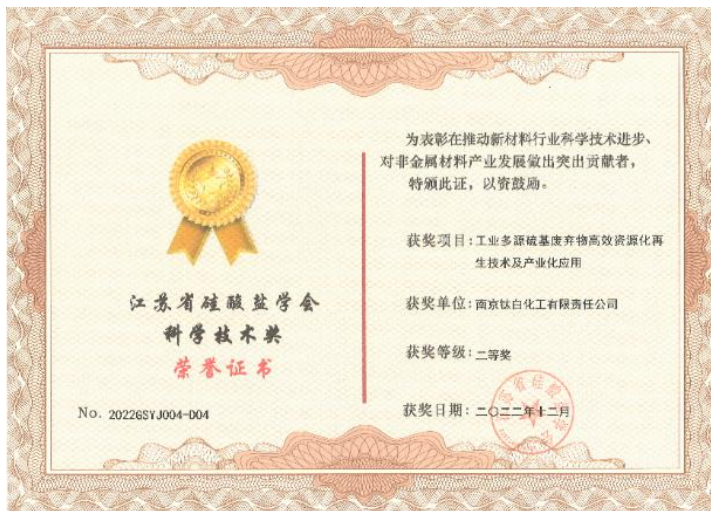 江苏省硅酸盐学会
科学技术奖
荣誉证书
No. 2022GSYJ004-D04
为表彰在推动新材料行业科学技术进步、
对非金属材料产业发展做出突出贡献者，
特颁此证，以资鼓励。
获奖项目：工业多源硫基废弃物高效资源化再
生技术及产业化应用
获奖单位：南京钛白化工有限责任公司
获奖等级：二等奖
获奖日期：二〇二二年十二月